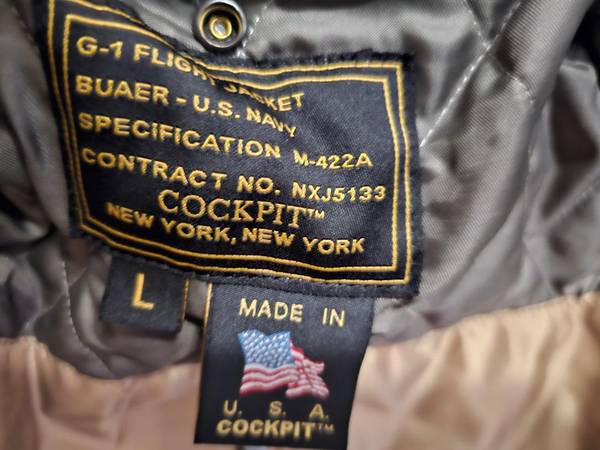 G-1 FLIGHT JACKET
BUAER - U.S. NAVY
SPECIFICATION M-422A
CONTRACT NO. NXJ5133
COCKPIT™
NEW YORK, NEW YORK
L
MADE IN
U. S. A.
COCKPIT™